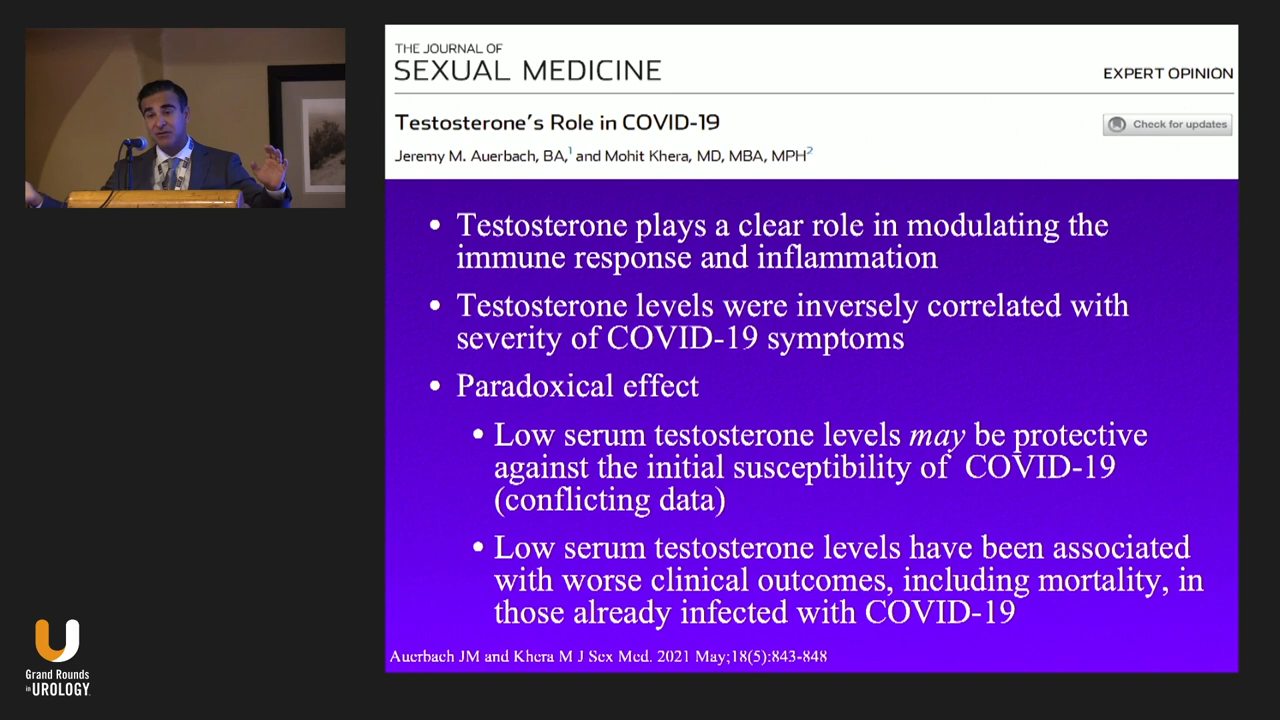 THE JOURNAL OF
SEXUAL MEDICINE
EXPERT OPINION
Testosterone's Role in COVID-19
Check for updates
Jeremy M. Auerbach, BA,1 and Mohit Khera, MD, MBA, MPH2
• Testosterone plays a clear role in modulating the
immune response and inflammation
• Testosterone levels were inversely correlated with
severity of COVID-19 symptoms
• Paradoxical effect
• Low serum testosterone levels may be protective
against the initial susceptibility of COVID-19
(conflicting data)
• Low serum testosterone levels have been associated
with worse clinical outcomes, including mortality, in
those already infected with COVID-19
Auerbach JM and Khera M J Sex Med. 2021 May;18(5):843-848
Grand Rounds
in UROLOGY